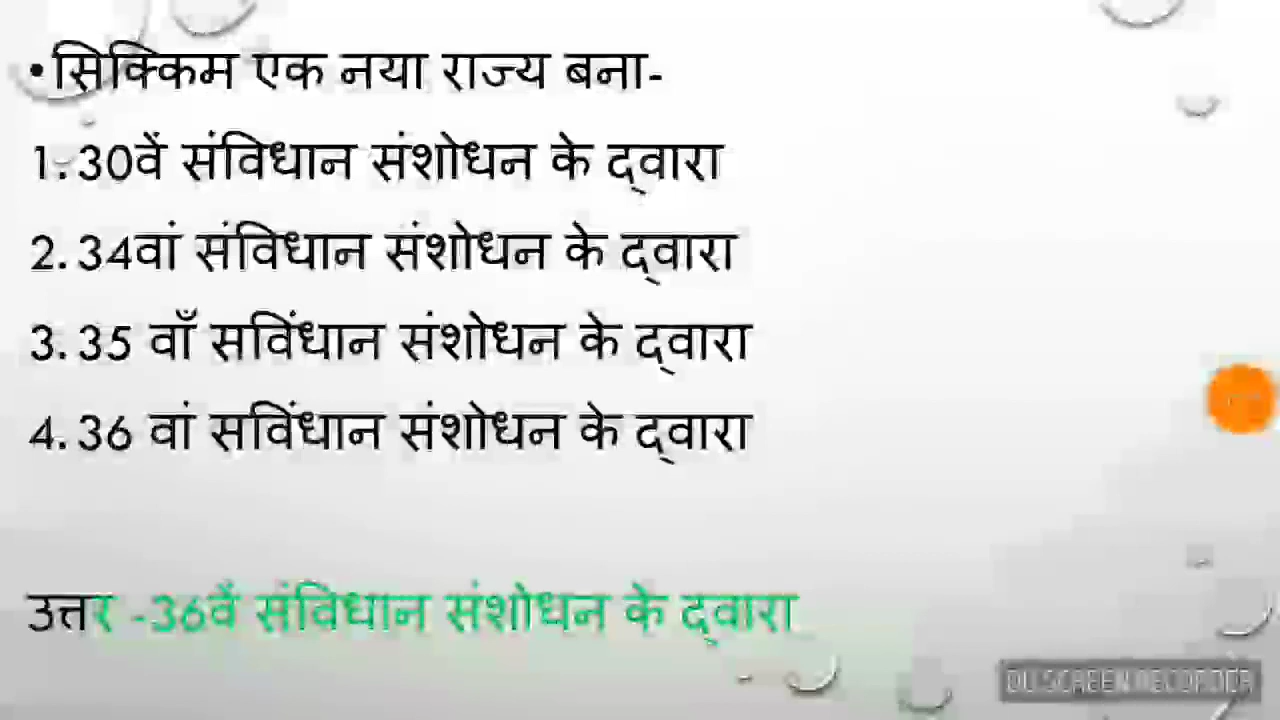 •सिक्किम एक नया राज्य बना-
1.30वें संविधान संशोधन के द्वारा
2.34वां संविधान संशोधन के द्वारा
3.35 वाँ सविंधान संशोधन के द्वारा
4.36 वां सविंधान संशोधन के द्वारा
उत्तर -36वें संविधान संशोधन के द्वारा
DU SCREEN RECORDER